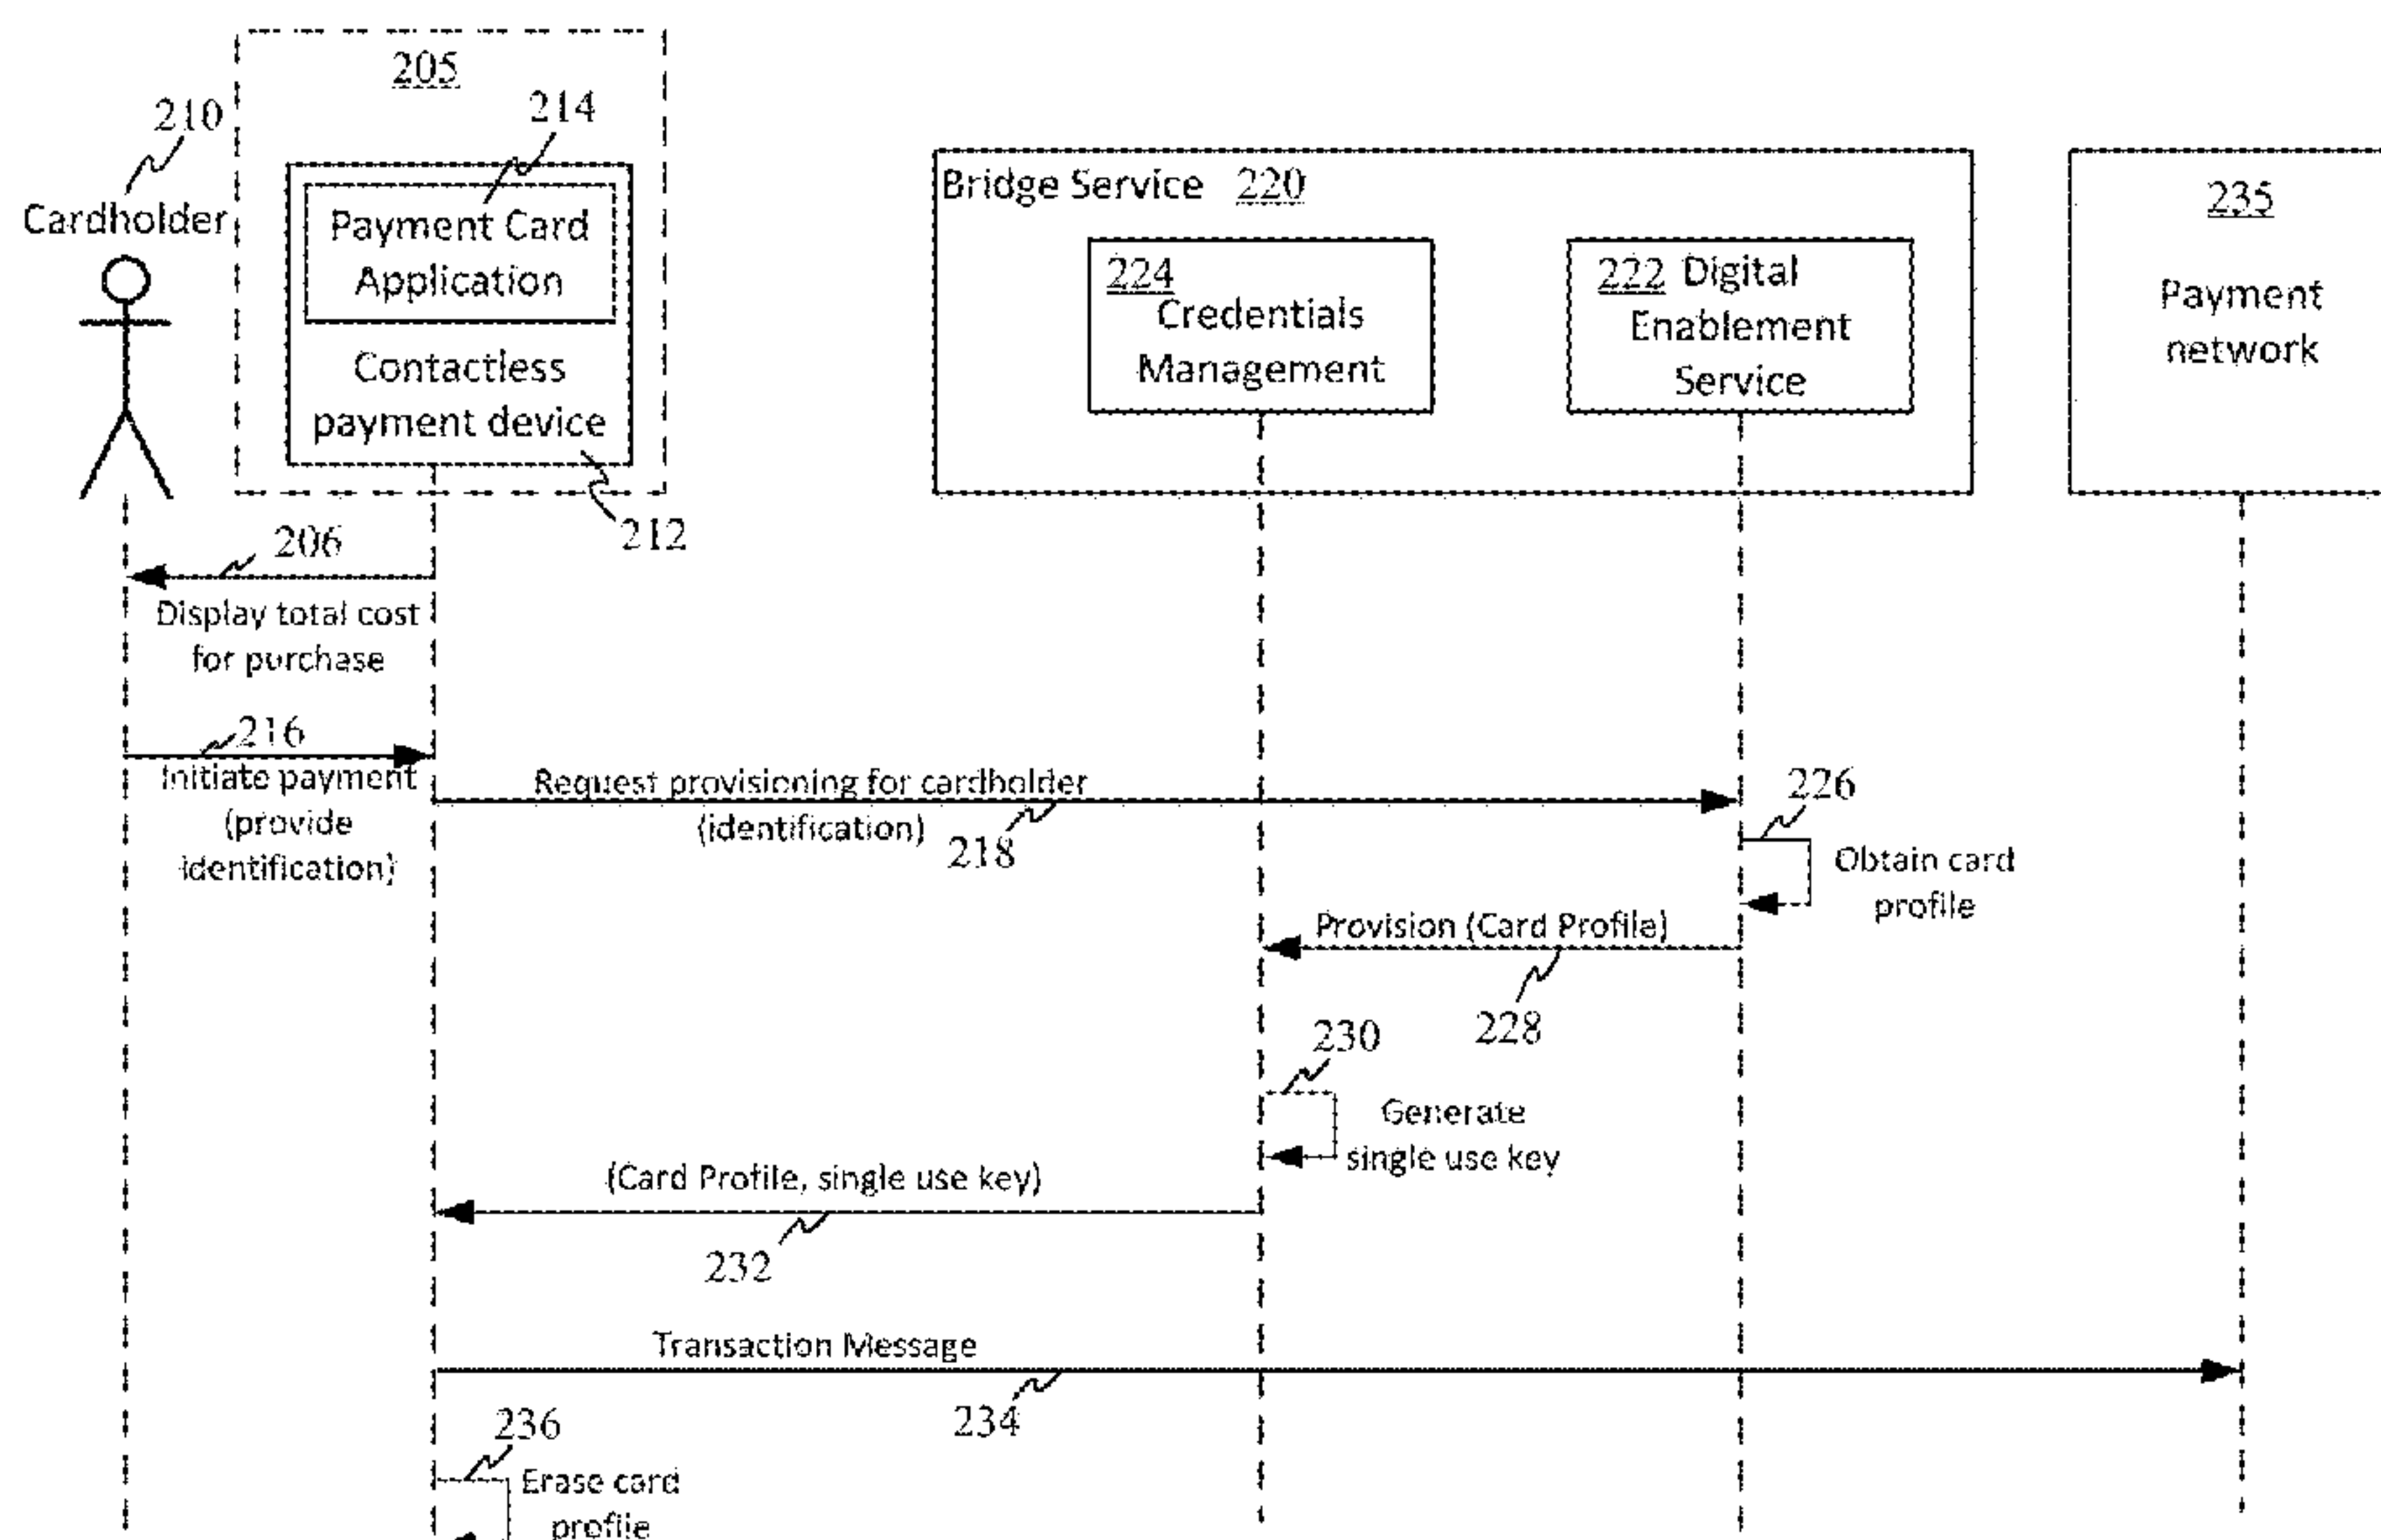 205
210
214
Cardholder
Payment Card
Application
Contactless
payment device
212
Bridge Service 220
224
Credentials
Management
222 Digital
Enablement
Service
235
Payment
network
206
Display total cost
for purchase
216
Initiate payment
(provide
identification)
Request provisioning for cardholder
(identification)
218
226
Obtain card
profile
Provision (Card Profile)
228
230
Generate
single use key
(Card Profile, single use key)
232
Transaction Message
234
236
Erase card
profile